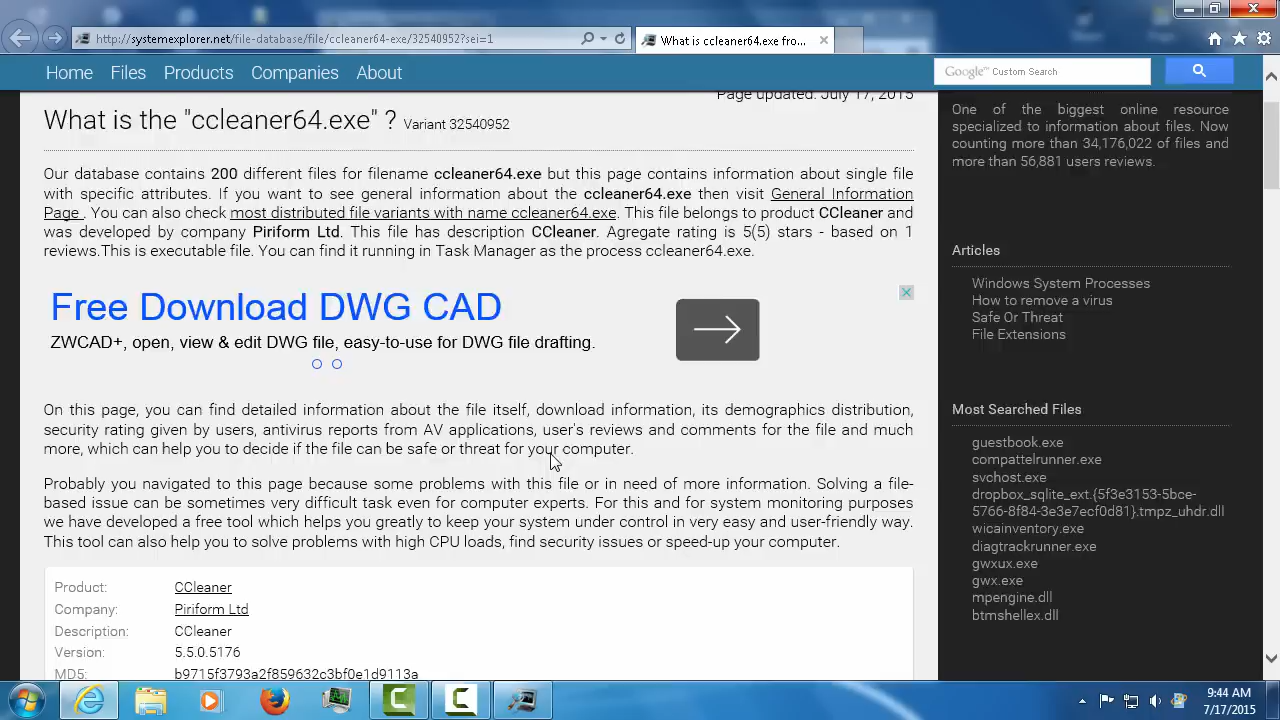 http://systemexplorer.net/file-database/file/ccleaner64-exe/32540952?sei=1
What is ccleaner64.exe fro...
Home Files Products Companies About
Google™ Custom Search
Page updated: July 17, 2015
What is the "ccleaner64.exe" ? Variant 32540952
Our database contains 200 different files for filename ccleaner64.exe but this page contains information about single file
with specific attributes. If you want to see general information about the ccleaner64.exe then visit General Information
Page . You can also check most distributed file variants with name ccleaner64.exe. This file belongs to product CCleaner and
was developed by company Piriform Ltd. This file has description CCleaner. Agregate rating is 5(5) stars - based on 1
reviews.This is executable file. You can find it running in Task Manager as the process ccleaner64.exe.
Free Download DWG CAD
ZWCAD+, open, view & edit DWG file, easy-to-use for DWG file drafting.
On this page, you can find detailed information about the file itself, download information, its demographics distribution,
security rating given by users, antivirus reports from AV applications, user's reviews and comments for the file and much
more, which can help you to decide if the file can be safe or threat for your computer.
Probably you navigated to this page because some problems with this file or in need of more information. Solving a file-
based issue can be sometimes very difficult task even for computer experts. For this and for system monitoring purposes
we have developed a free tool which helps you greatly to keep your system under control in very easy and user-friendly way.
This tool can also help you to solve problems with high CPU loads, find security issues or speed-up your computer.
Product: CCleaner
Company: Piriform Ltd
Description: CCleaner
Version: 5.5.0.5176
MD5: b9715f3793a2f859632c3bf0e1d9113a
One of the biggest online resource
specialized to information about files. Now
counting more than 34,176,022 of files and
more than 56,881 users reviews.
Articles
Windows System Processes
How to remove a virus
Safe Or Threat
File Extensions
Most Searched Files
guestbook.exe
compattelrunner.exe
svchost.exe
dropbox_sqlite_ext.{5f3e3153-5bce-
5766-8f84-3e3e7ecf0d81}.tmpz_uhdr.dll
wicainventory.exe
diagtrackrunner.exe
gwxux.exe
gwx.exe
mpengine.dll
btmshellex.dll
9:44 AM
7/17/2015